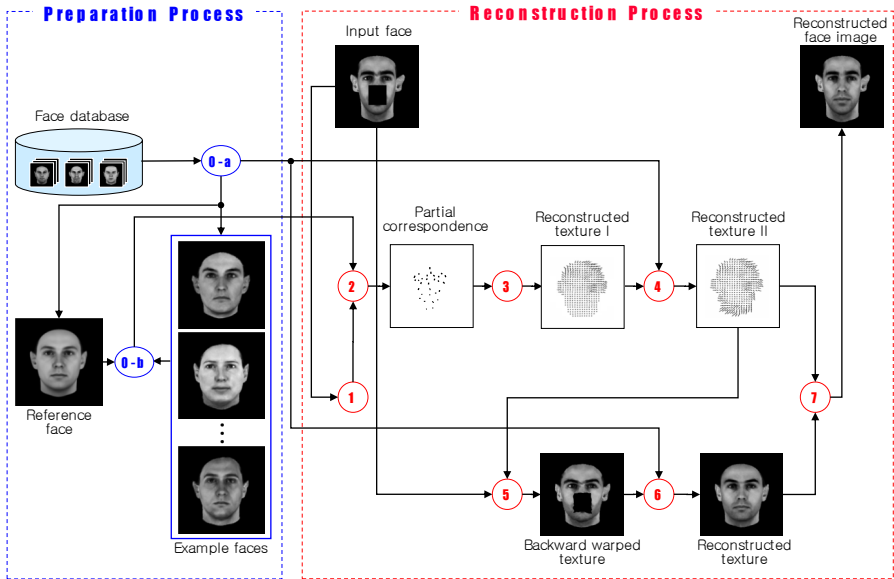 Preparation Process
Reconstruction Process
Input face
Reconstructed
face image
Face database
0-a
Partial
correspondence
Reconstructed
texture I
Reconstructed
texture II
2
3
4
0-b
1
7
Reference
face
5
6
Example faces
Backward warped
texture
Reconstructed
texture